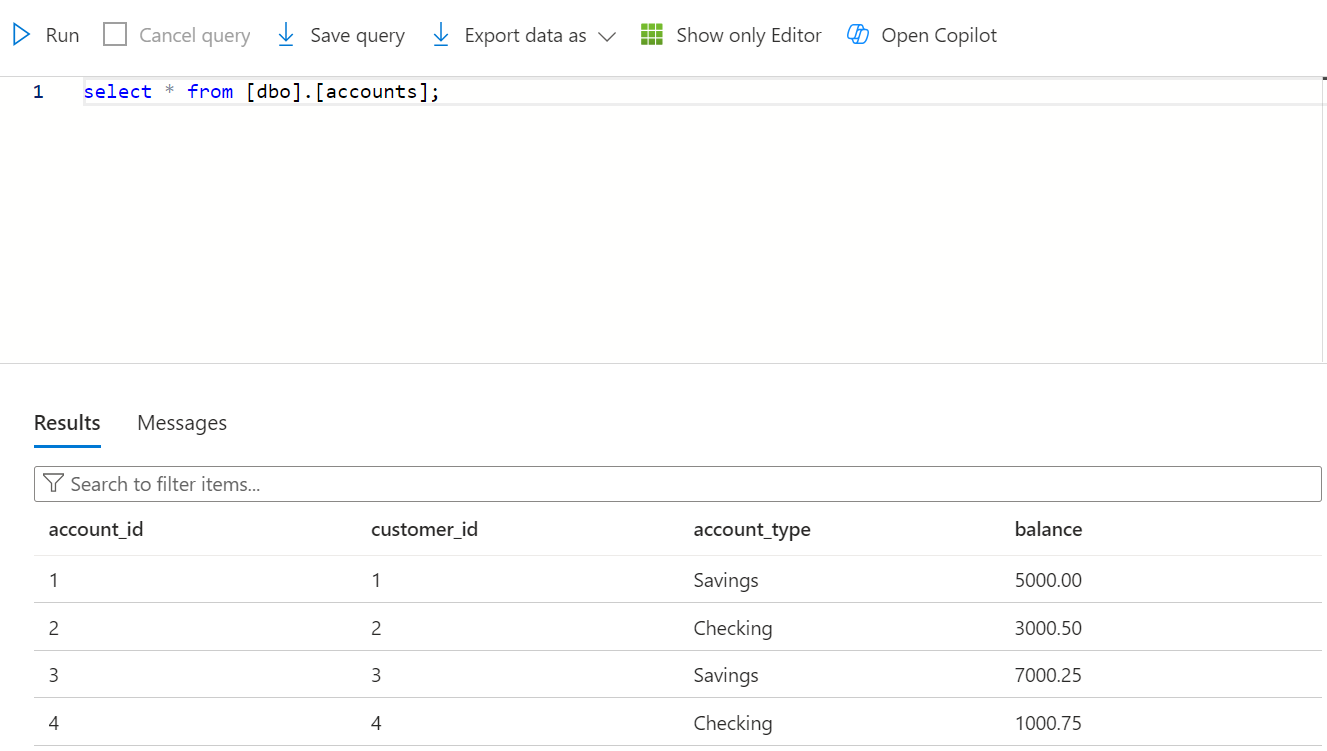 Run Cancel query Save query Export data as Show only Editor Open Copilot
1 select * from [dbo].[accounts];
Results Messages
Search to filter items...
account_id customer_id account_type balance
1 1 Savings 5000.00
2 2 Checking 3000.50
3 3 Savings 7000.25
4 4 Checking 1000.75